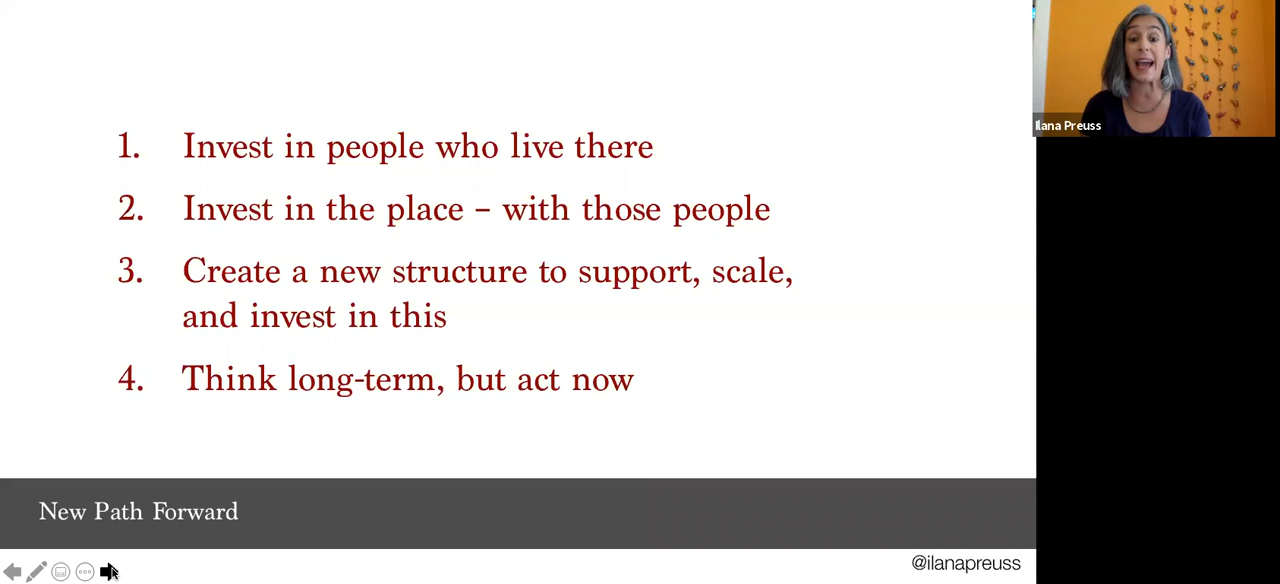 1. Invest in people who live there
2. Invest in the place – with those people
3. Create a new structure to support, scale,
and invest in this
4. Think long-term, but act now
New Path Forward
@ilanapreuss
Ilana Preuss